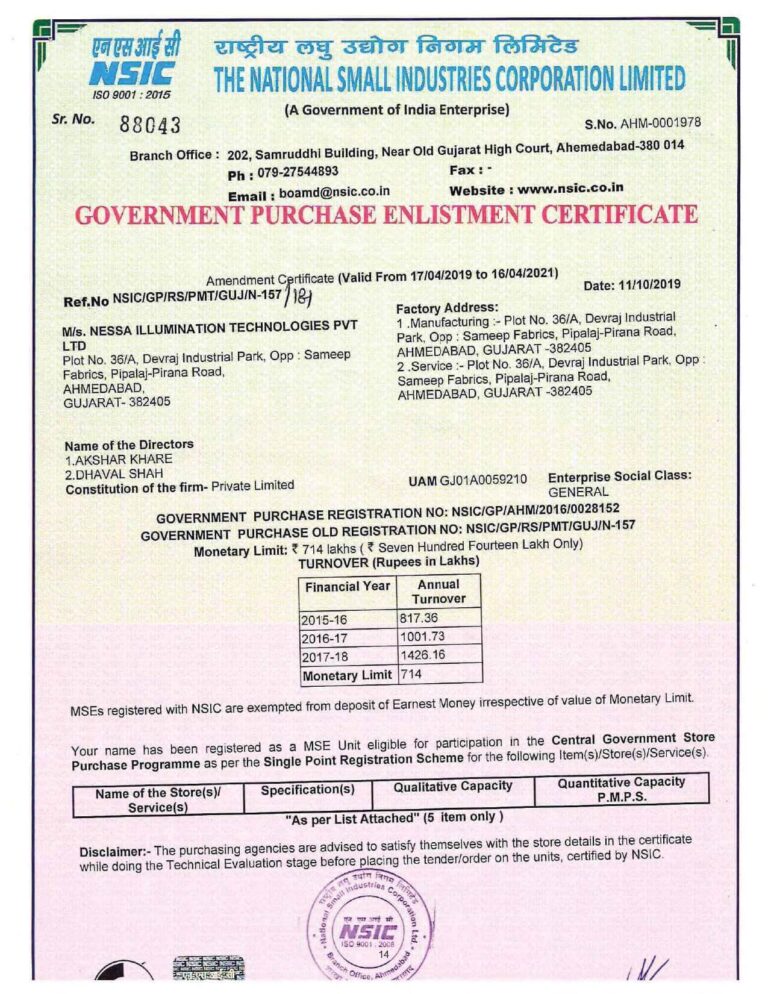 एन एस आई सी
NSIC
ISO 9001 : 2015
राष्ट्रीय लघु उद्योग निगम लिमिटेड
THE NATIONAL SMALL INDUSTRIES CORPORATION LIMITED
(A Government of India Enterprise)
Sr. No. 88043
S.No. AHM-0001978
Branch Office : 202, Samruddhi Building, Near Old Gujarat High Court, Ahemedabad-380 014
Ph : 079-27544893 Fax : -
Email : boamd@nsic.co.in Website : www.nsic.co.in
GOVERNMENT PURCHASE ENLISTMENT CERTIFICATE
Amendment Certificate (Valid From 17/04/2019 to 16/04/2021)
Ref.No NSIC/GP/RS/PMT/GUJ/N-157
Date: 11/10/2019
M/s. NESSA ILLUMINATION TECHNOLOGIES PVT
LTD
Plot No. 36/A, Devraj Industrial Park, Opp : Sameep
Fabrics, Pipalaj-Pirana Road,
AHMEDABAD,
GUJARAT- 382405
Factory Address:
1 .Manufacturing :- Plot No. 36/A, Devraj Industrial
Park, Opp : Sameep Fabrics, Pipalaj-Pirana Road,
AHMEDABAD, GUJARAT -382405
2 .Service :- Plot No. 36/A, Devraj Industrial Park, Opp :
Sameep Fabrics, Pipalaj-Pirana Road,
AHMEDABAD, GUJARAT -382405
Name of the Directors
1.AKSHAR KHARE
2.DHAVAL SHAH
Constitution of the firm- Private Limited
UAM GJ01A0059210
Enterprise Social Class:
GENERAL
GOVERNMENT PURCHASE REGISTRATION NO: NSIC/GP/AHM/2016/0028152
GOVERNMENT PURCHASE OLD REGISTRATION NO: NSIC/GP/RS/PMT/GUJ/N-157
Monetary Limit: ₹ 714 lakhs ( ₹ Seven Hundred Fourteen Lakh Only)
TURNOVER (Rupees in Lakhs)
Financial Year Annual
Turnover
2015-16 817.36
2016-17 1001.73
2017-18 1426.16
Monetary Limit 714
MSEs registered with NSIC are exempted from deposit of Earnest Money irrespective of value of Monetary Limit.
Your name has been registered as a MSE Unit eligible for participation in the Central Government Store
Purchase Programme as per the Single Point Registration Scheme for the following Item(s)/Store(s)/Service(s).
Name of the Store(s)/
Service(s)
Specification(s)
Qualitative Capacity
Quantitative Capacity
P.M.P.S.
"As per List Attached" (5 item only )
Disclaimer:- The purchasing agencies are advised to satisfy themselves with the store details in the certificate
while doing the Technical Evaluation stage before placing the tender/order on the units, certified by NSIC.
National Small Industries Corporation Ltd.
एन एस आई सी
NSIC
ISO 9001 : 2008
14
Branch Office, Ahmedabad